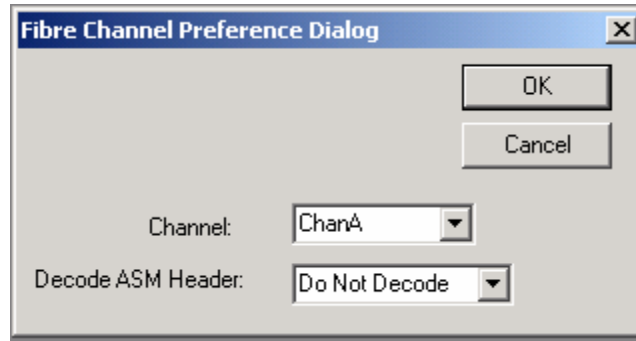 Fibre Channel Preference Dialog
OK
Cancel
Channel: ChanA
Decode ASM Header: Do Not Decode